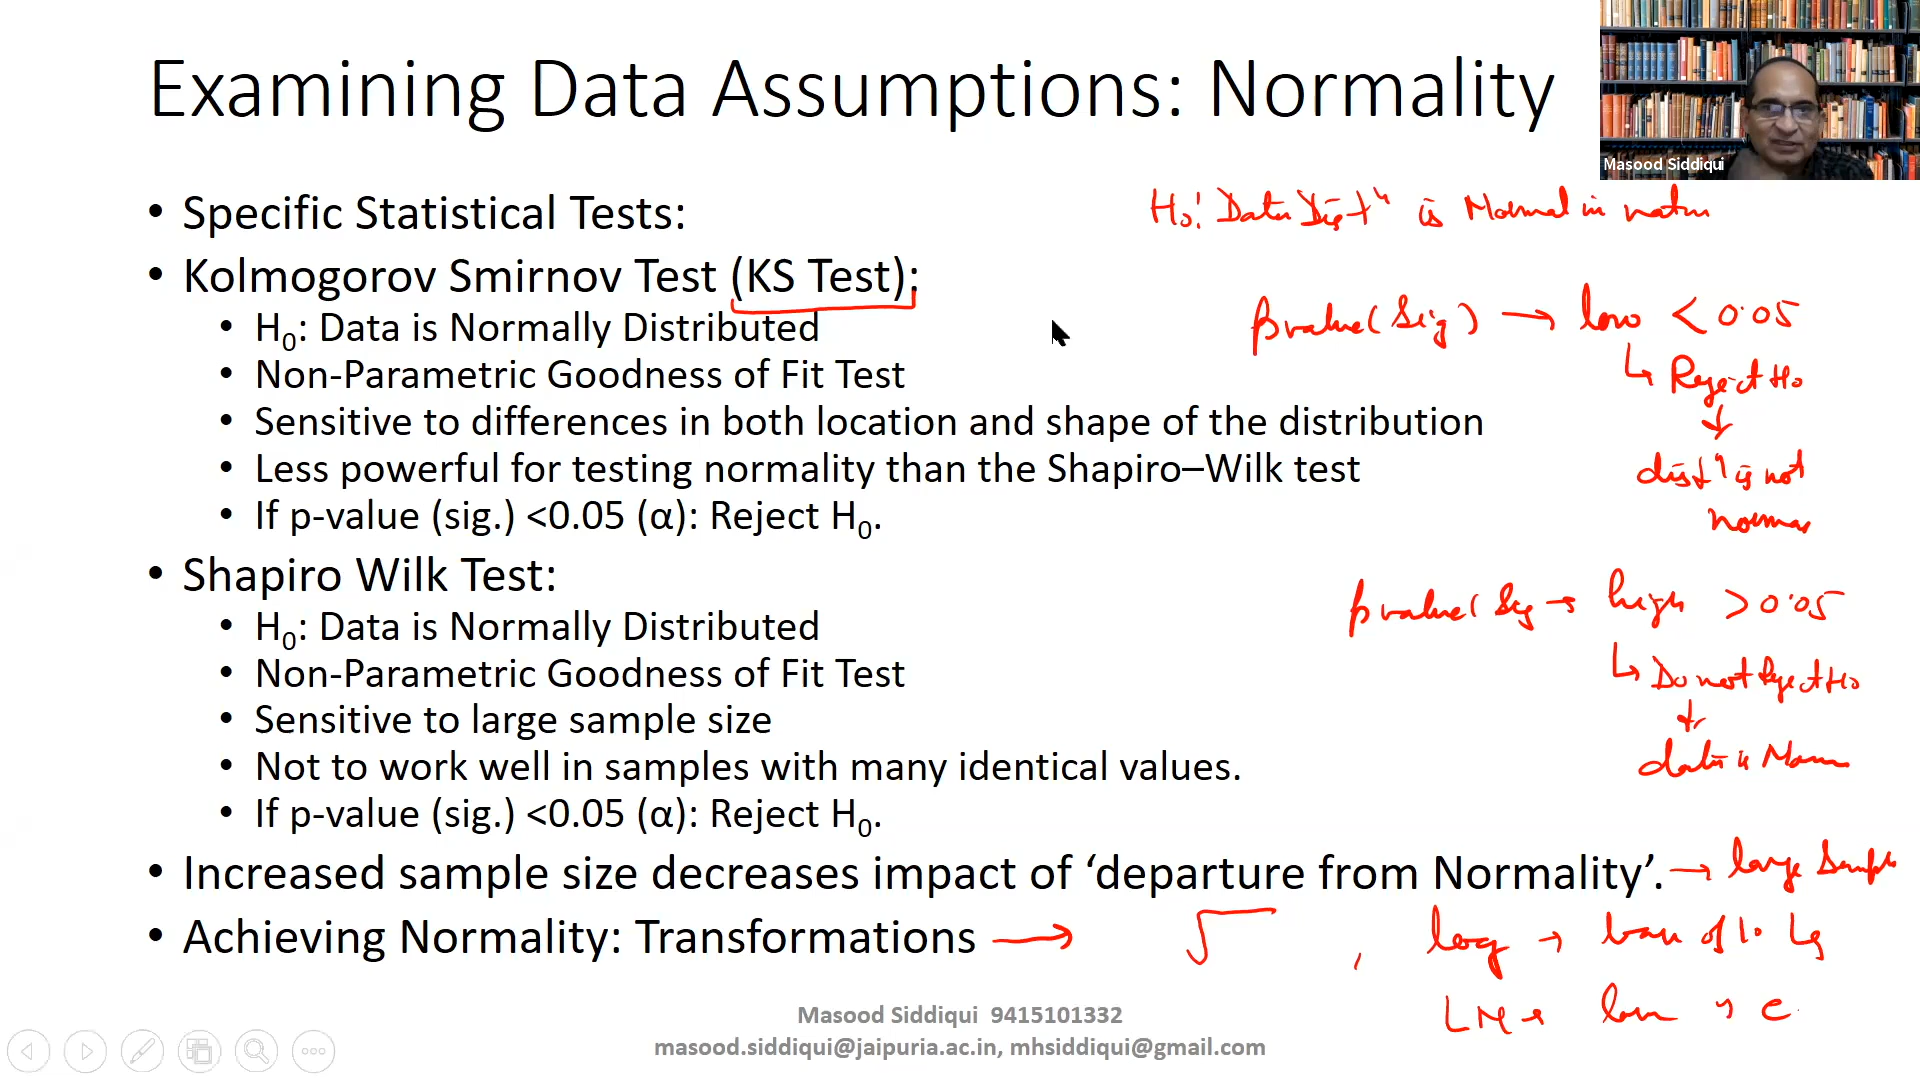 Examining Data Assumptions: Normality
Masood Siddiqui
• Specific Statistical Tests:
H₀: Data Distⁿ is Normal in natur
• Kolmogorov Smirnov Test (KS Test):
• H₀: Data is Normally Distributed
p value (Sig) → low < 0.05
• Non-Parametric Goodness of Fit Test
↳ Reject H₀
• Sensitive to differences in both location and shape of the distribution
↓
• Less powerful for testing normality than the Shapiro–Wilk test
distⁿ is not
• If p-value (sig.) <0.05 (α): Reject H₀.
normal
• Shapiro Wilk Test:
p value (Sig → high > 0.05
• H₀: Data is Normally Distributed
• Non-Parametric Goodness of Fit Test
↳ Do not Reject H₀
• Sensitive to large sample size
↓
• Not to work well in samples with many identical values.
data is
• If p-value (sig.) <0.05 (α): Reject H₀.
• Increased sample size decreases impact of ‘departure from Normality’. → large Sample
• Achieving Normality: Transformations → √ , log → base of 10
LN → e
Masood Siddiqui 9415101332
masood.siddiqui@jaipuria.ac.in, mhsiddiqui@gmail.com